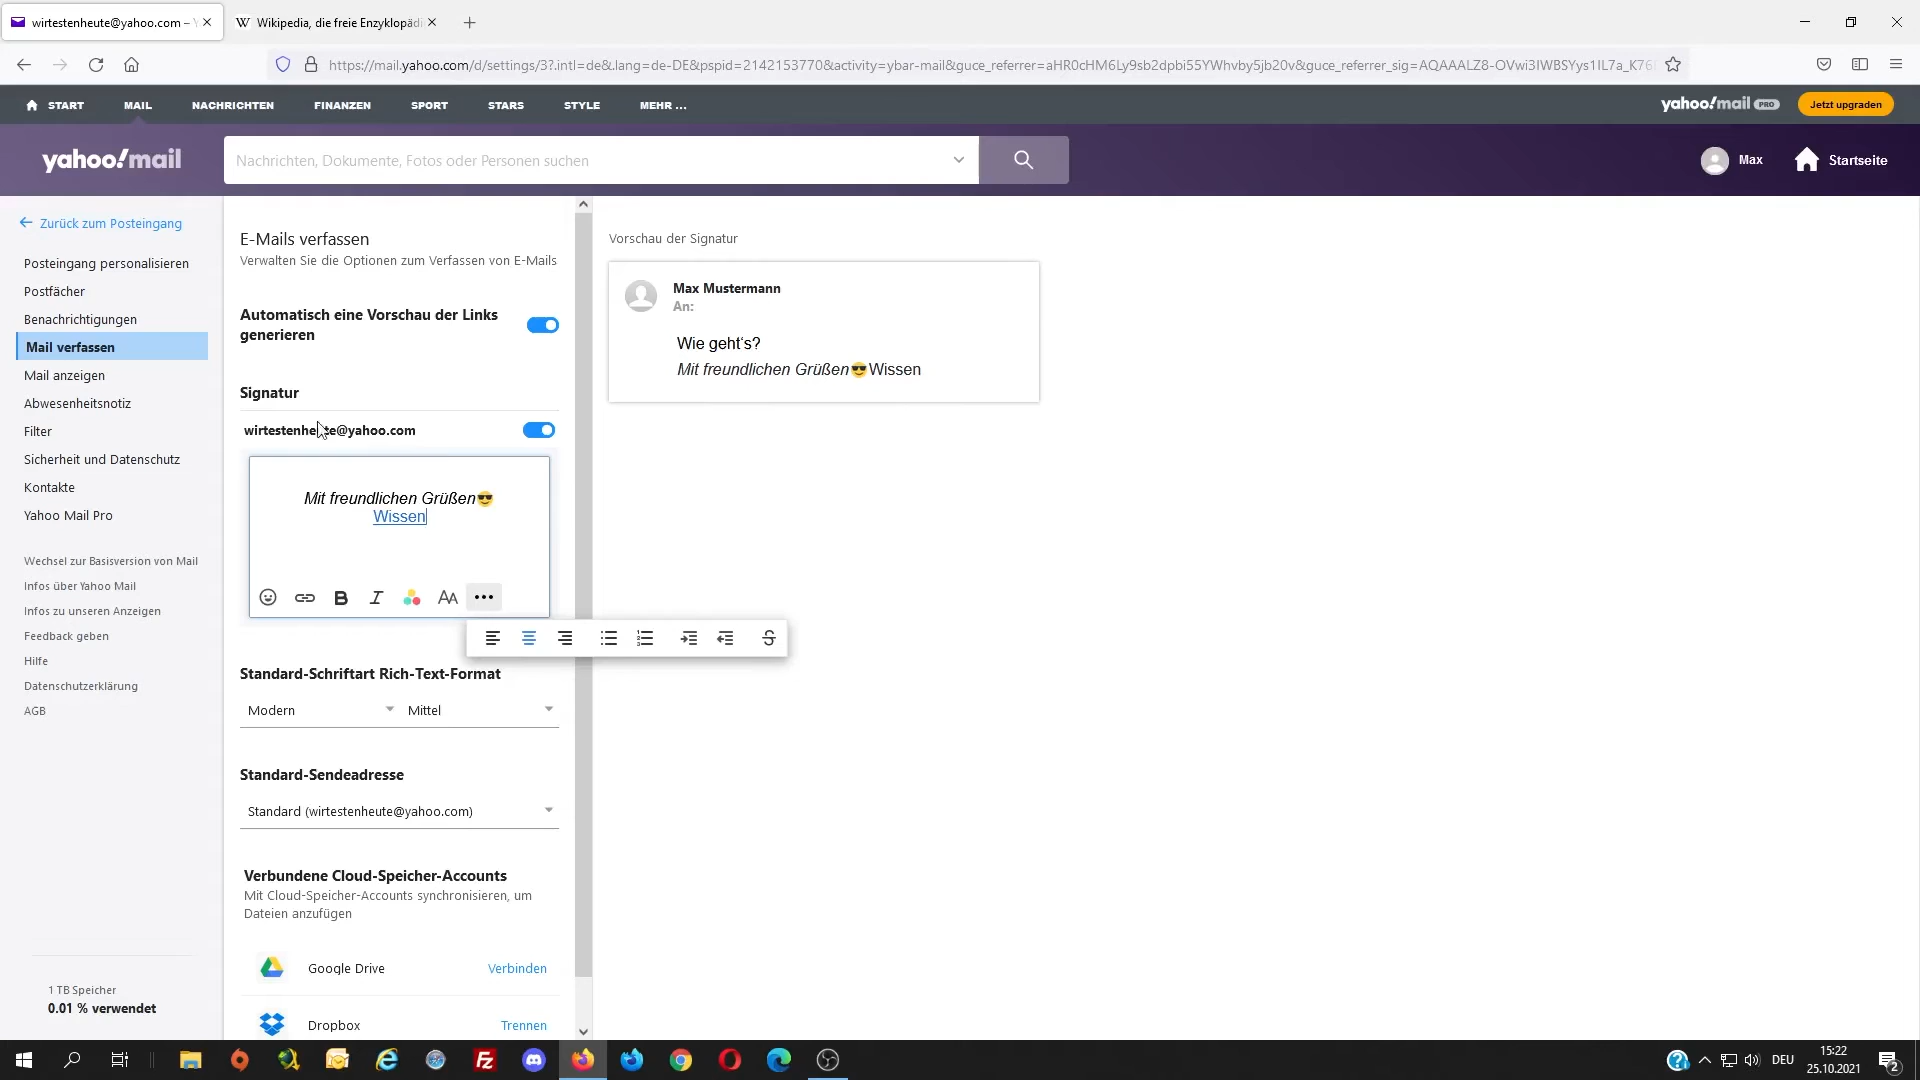 wirtestenheute@yahoo.com – Y
Wikipedia, die freie Enzyklopädi
https://mail.yahoo.com/d/settings/3?.intl=de&.lang=de-DE&pspid=2142153770&activity=ybar-mail&guce_referrer=aHR0cHM6Ly9sb2dpbi55YWhvby5jb20v&guce_referrer_sig=AQAAALZ8-OVwi3IWBSYys1IL7a_K76
START MAIL NACHRICHTEN FINANZEN SPORT STARS STYLE MEHR ...
yahoo!mail PRO
Jetzt upgraden
yahoo!mail
Nachrichten, Dokumente, Fotos oder Personen suchen
Max
Startseite
Zurück zum Posteingang
Posteingang personalisieren
Postfächer
Benachrichtigungen
Mail verfassen
Mail anzeigen
Abwesenheitsnotiz
Filter
Sicherheit und Datenschutz
Kontakte
Yahoo Mail Pro
Wechsel zur Basisversion von Mail
Infos über Yahoo Mail
Infos zu unseren Anzeigen
Feedback geben
Hilfe
Datenschutzerklärung
AGB
1 TB Speicher
0.01 % verwendet
E-Mails verfassen
Verwalten Sie die Optionen zum Verfassen von E-Mails
Automatisch eine Vorschau der Links
generieren
Signatur
wirtestenheute@yahoo.com
Mit freundlichen Grüßen😎
Wissen
Standard-Schriftart Rich-Text-Format
Modern
Mittel
Standard-Sendeadresse
Standard (wirtestenheute@yahoo.com)
Verbundene Cloud-Speicher-Accounts
Mit Cloud-Speicher-Accounts synchronisieren, um
Dateien anzufügen
Google Drive
Verbinden
Dropbox
Trennen
Vorschau der Signatur
Max Mustermann
An:
Wie geht's?
Mit freundlichen Grüßen😎Wissen
DEU
15:22
25.10.2021
2